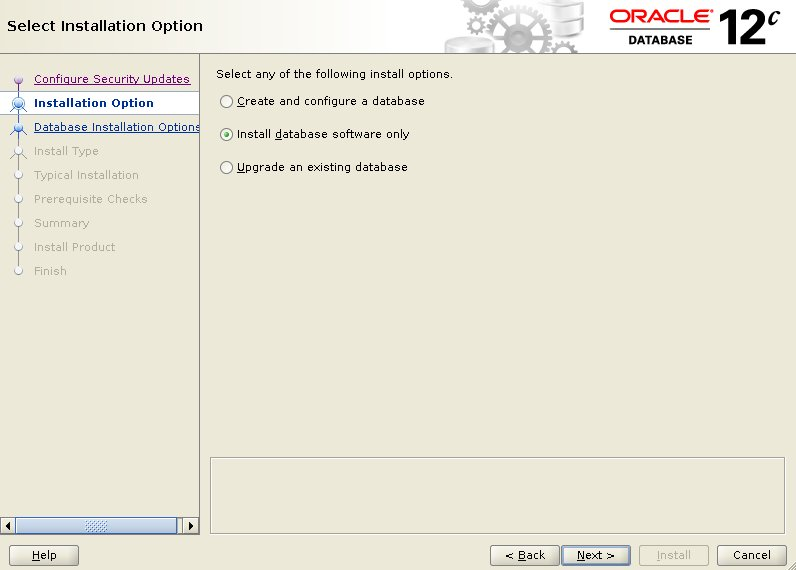 Select Installation Option
ORACLE®
DATABASE
12c
Configure Security Updates
Installation Option
Database Installation Options
Install Type
Typical Installation
Prerequisite Checks
Summary
Install Product
Finish
Select any of the following install options.
Create and configure a database
Install database software only
Upgrade an existing database
Help
< Back
Next >
Install
Cancel